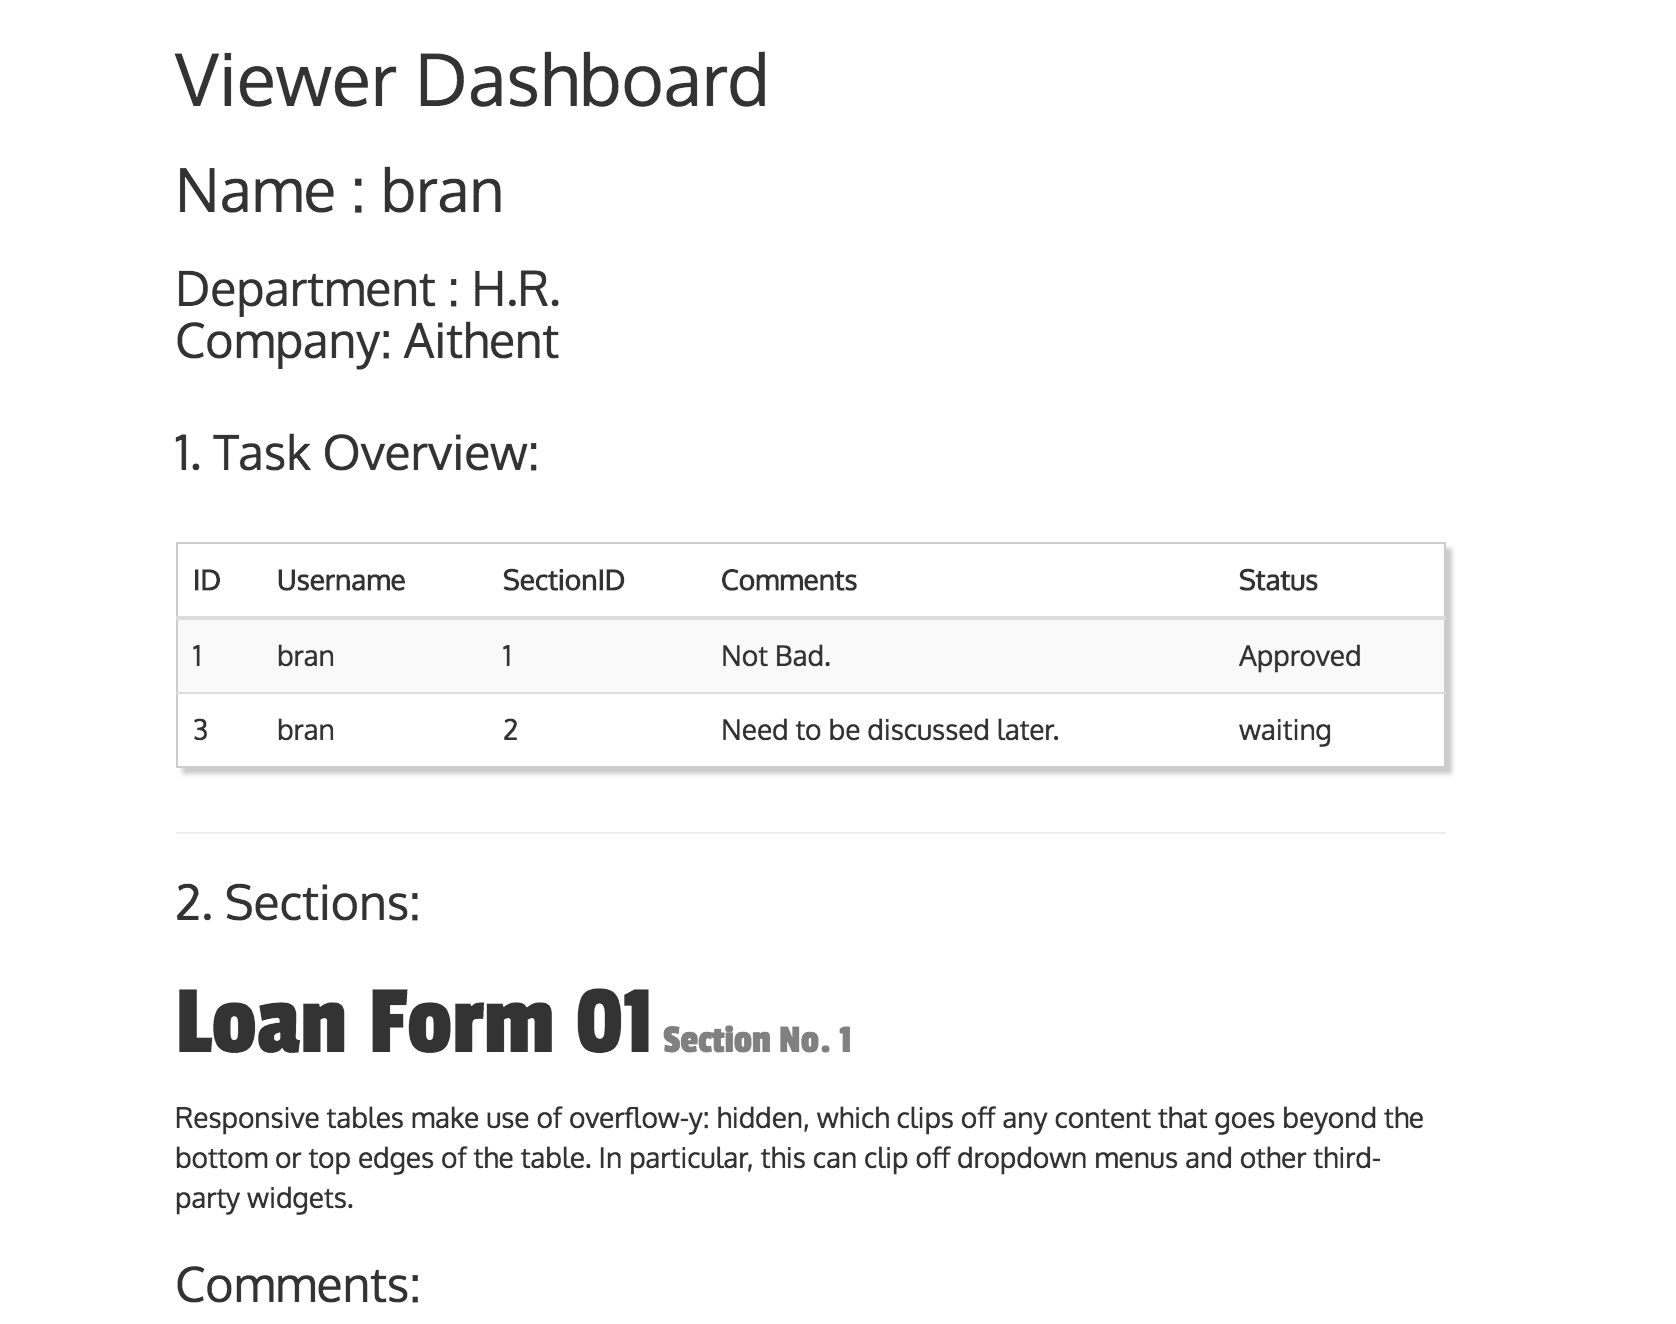 Viewer Dashboard
Name : bran
Department : H.R.
Company: Aithent
1. Task Overview:
ID Username SectionID Comments Status
1 bran 1 Not Bad. Approved
3 bran 2 Need to be discussed later. waiting
2. Sections:
Loan Form 01 Section No. 1
Responsive tables make use of overflow-y: hidden, which clips off any content that goes beyond the
bottom or top edges of the table. In particular, this can clip off dropdown menus and other third-
party widgets.
Comments: